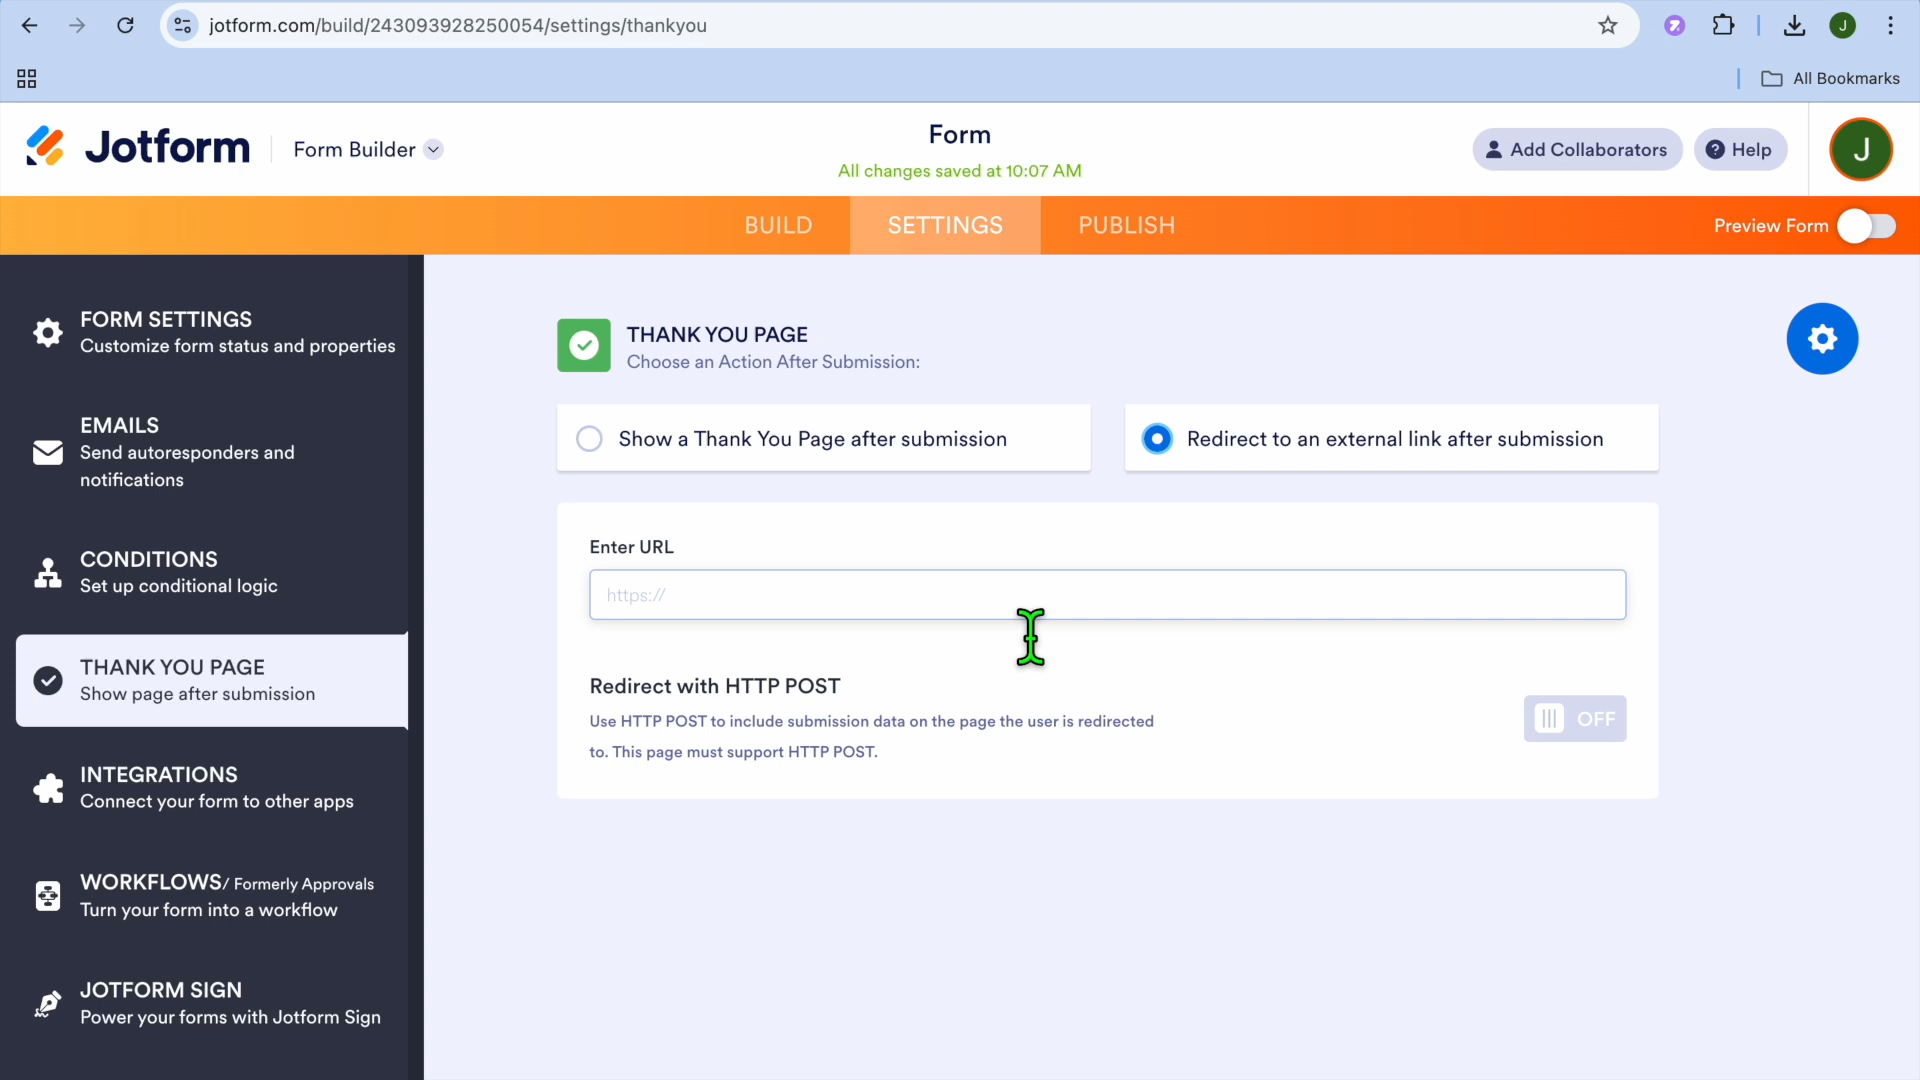 jotform.com/build/243093928250054/settings/thankyou
All Bookmarks
Jotform
Form Builder
Form
All changes saved at 10:07 AM
Add Collaborators
Help
J
J
BUILD
SETTINGS
PUBLISH
Preview Form
FORM SETTINGS
Customize form status and properties
EMAILS
Send autoresponders and
notifications
CONDITIONS
Set up conditional logic
THANK YOU PAGE
Show page after submission
INTEGRATIONS
Connect your form to other apps
WORKFLOWS/ Formerly Approvals
Turn your form into a workflow
JOTFORM SIGN
Power your forms with Jotform Sign
THANK YOU PAGE
Choose an Action After Submission:
Show a Thank You Page after submission
Redirect to an external link after submission
Enter URL
https://
Redirect with HTTP POST
Use HTTP POST to include submission data on the page the user is redirected
to. This page must support HTTP POST.
OFF